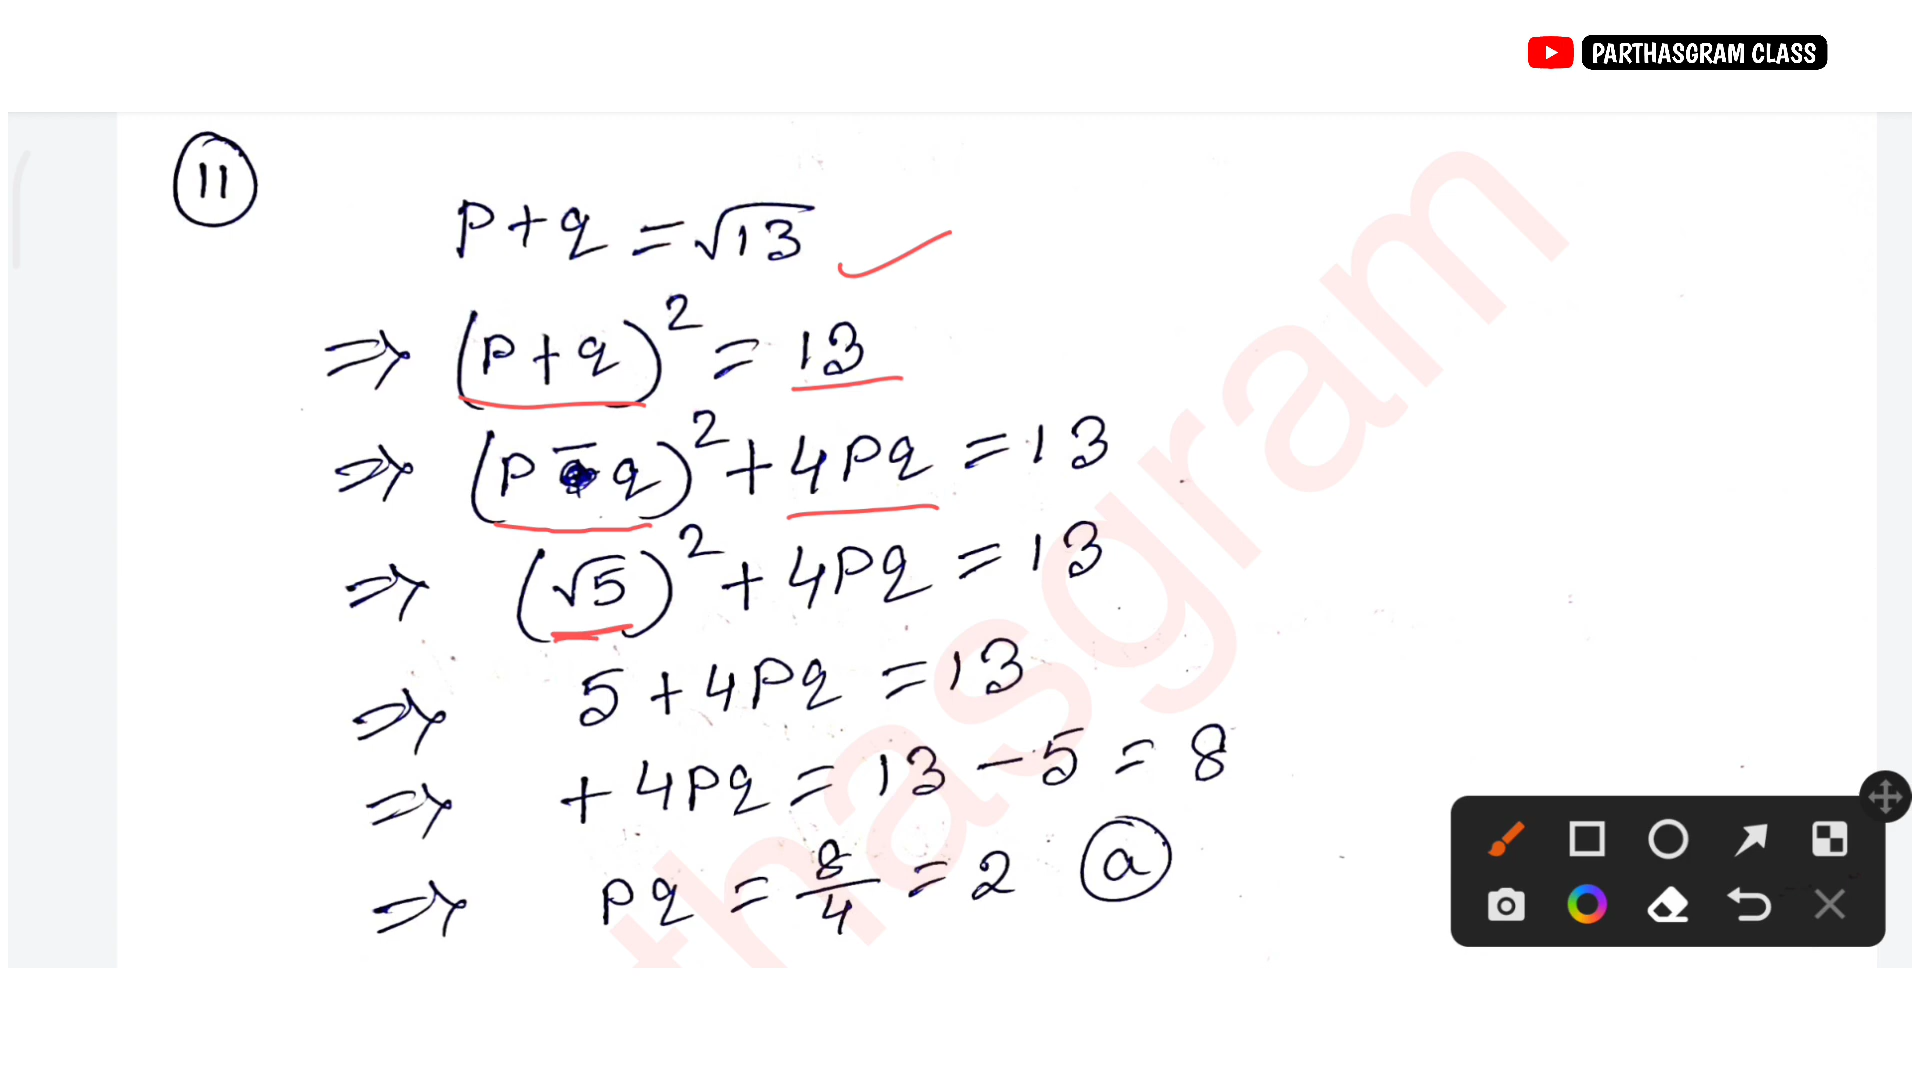 PARTHASGRAM CLASS
11
p+q = √13
⇒ (p+q)² = 13
⇒ (p-q)² + 4pq = 13
⇒ (√5)² + 4pq = 13
⇒ 5 + 4pq = 13
⇒ + 4pq = 13 - 5 = 8
⇒ pq = 8/4 = 2 (a)
thasgram